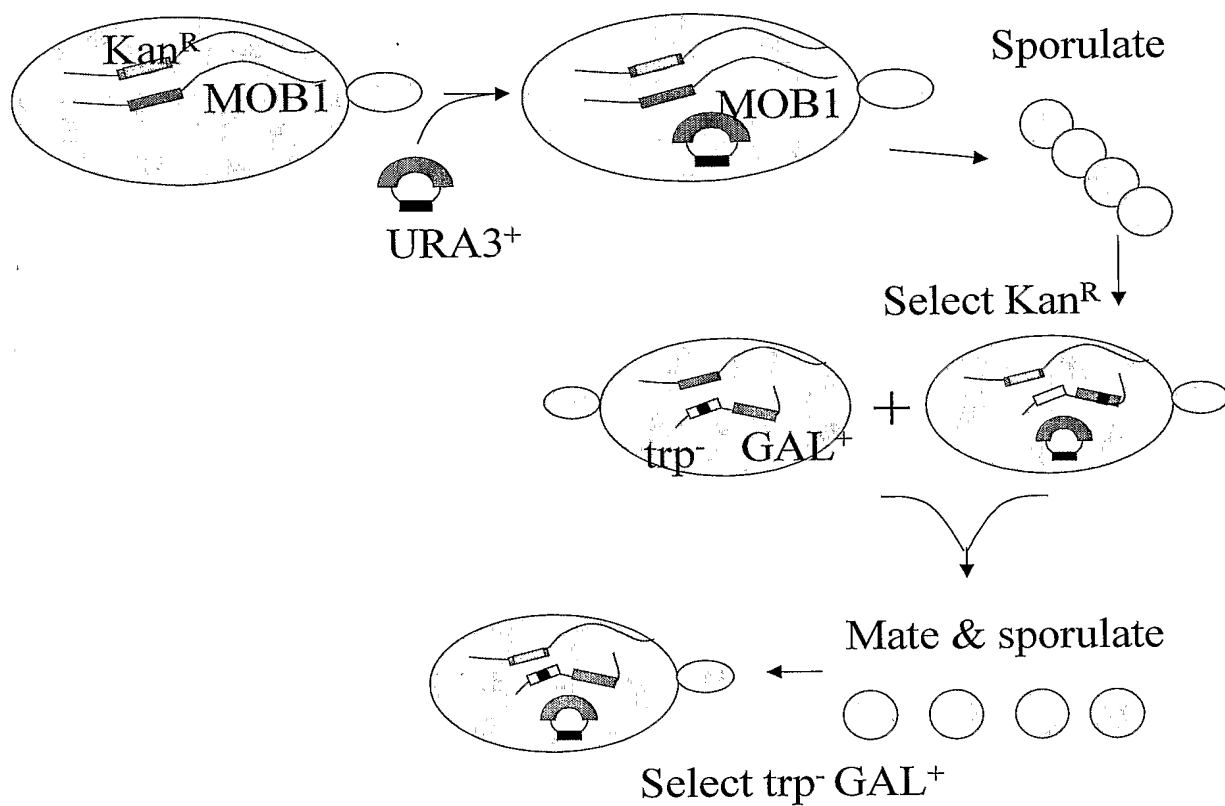 Kan^R
MOB1
URA3⁺
MOB1
Sporulate
Select Kan^R
trp⁻
GAL⁺
+
Mate & sporulate
Select trp⁻ GAL⁺